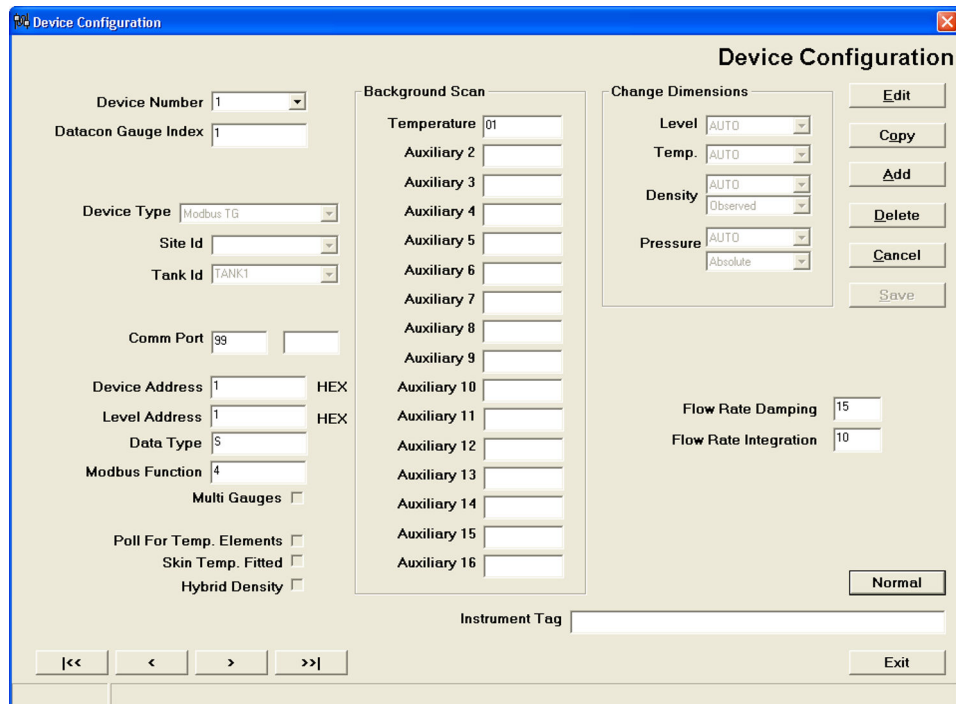 Device Configuration
Device Configuration
Device Number 1
Datacon Gauge Index 1
Device Type Modbus TG
Site Id
Tank Id TANK1
Comm Port 99
Device Address 1 HEX
Level Address 1 HEX
Data Type S
Modbus Function 4
Multi Gauges
Poll For Temp. Elements
Skin Temp. Fitted
Hybrid Density
Background Scan
Temperature 01
Auxiliary 2
Auxiliary 3
Auxiliary 4
Auxiliary 5
Auxiliary 6
Auxiliary 7
Auxiliary 8
Auxiliary 9
Auxiliary 10
Auxiliary 11
Auxiliary 12
Auxiliary 13
Auxiliary 14
Auxiliary 15
Auxiliary 16
Change Dimensions
Level AUTO
Temp. AUTO
Density AUTO
Observed
Pressure AUTO
Absolute
Edit
Copy
Add
Delete
Cancel
Save
Flow Rate Damping 15
Flow Rate Integration 10
Normal
Instrument Tag
|<< < > >>|
Exit